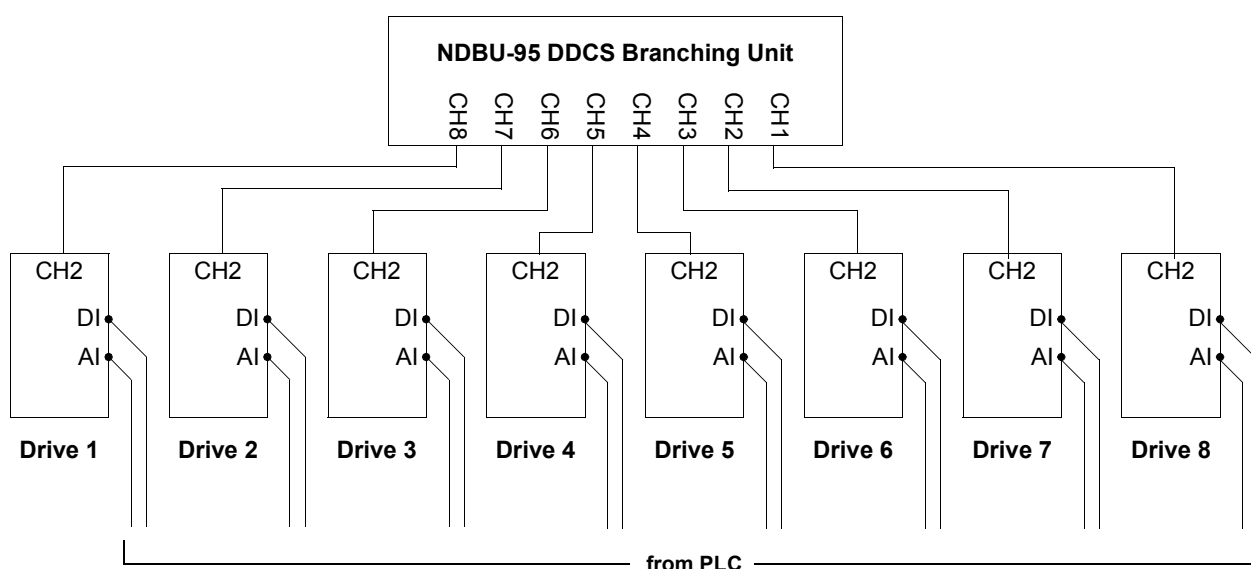 NDBU-95 DDCS Branching Unit
CH8 CH7 CH6 CH5 CH4 CH3 CH2 CH1
CH2 CH2 CH2 CH2 CH2 CH2 CH2 CH2
DI DI DI DI DI DI DI DI
AI AI AI AI AI AI AI AI
Drive 1 Drive 2 Drive 3 Drive 4 Drive 5 Drive 6 Drive 7 Drive 8
from PLC